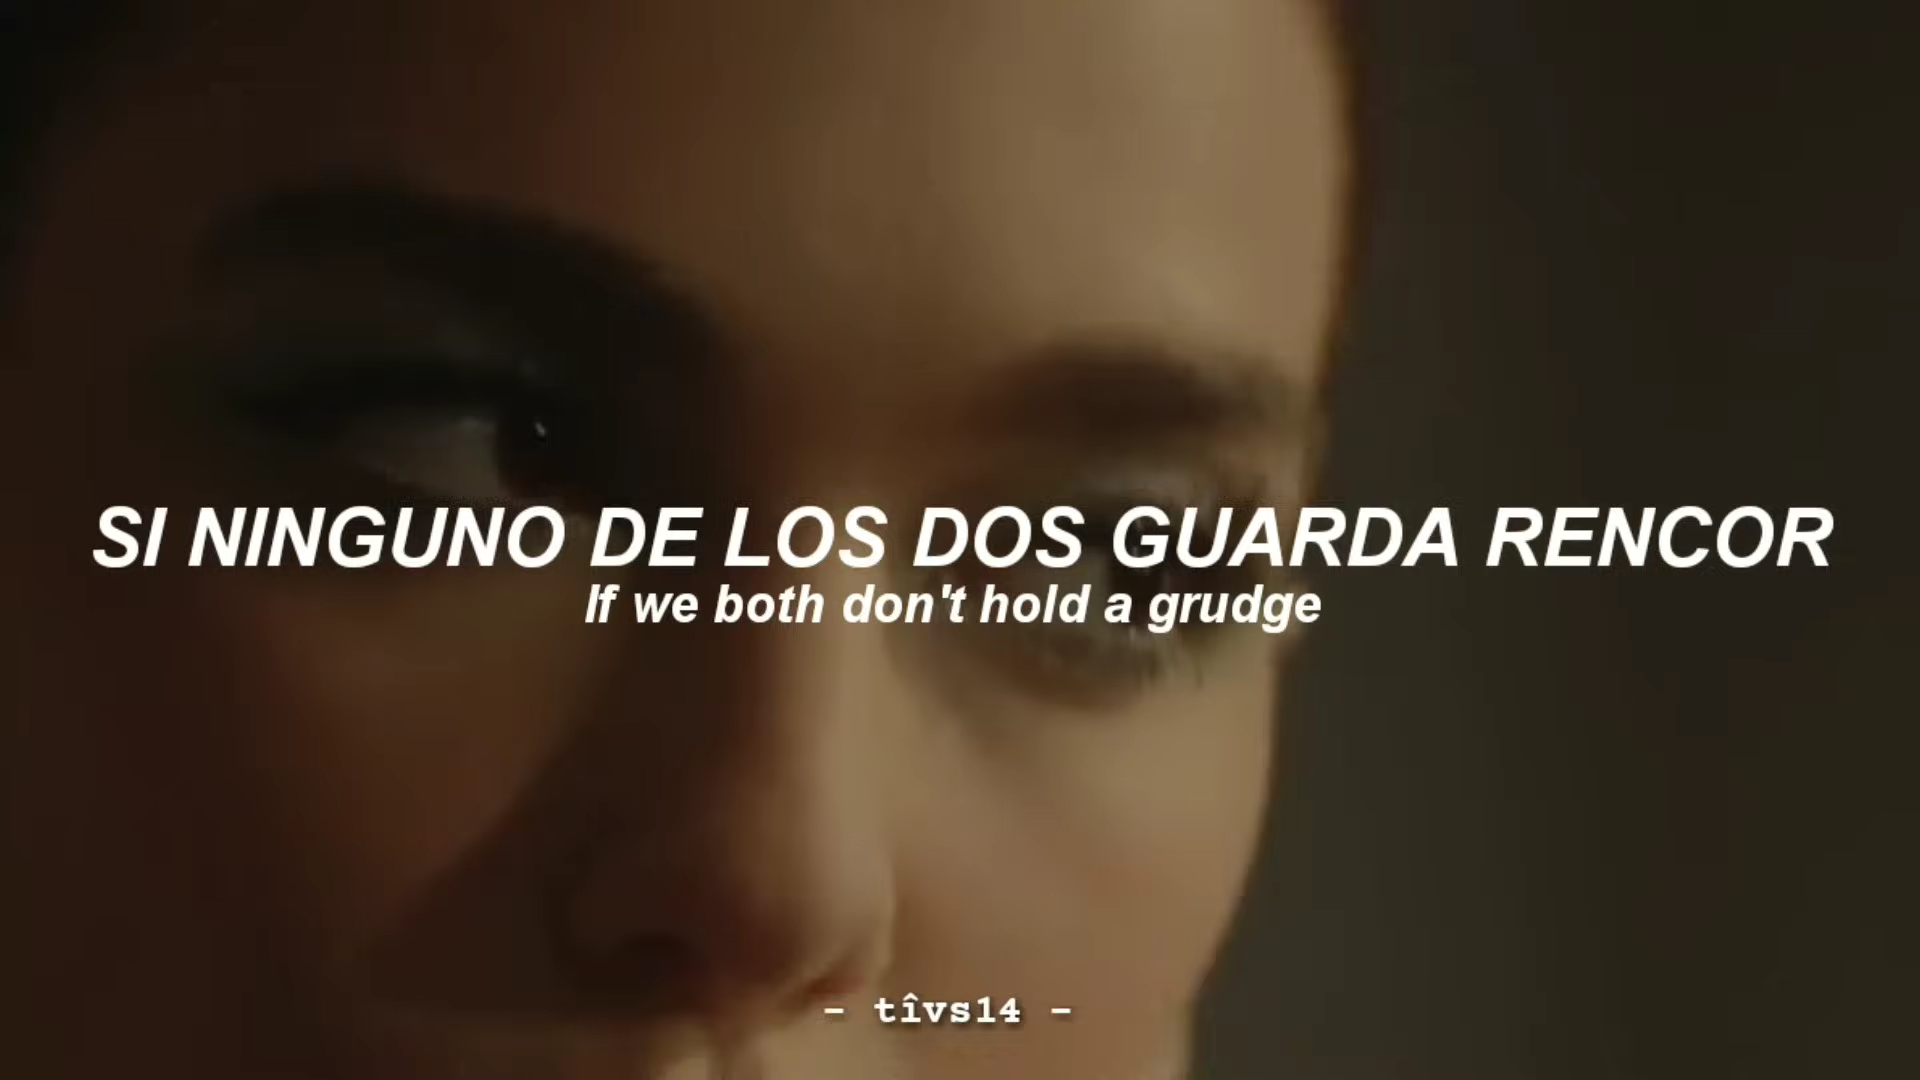 SI NINGUNO DE LOS DOS GUARDA RENCOR
If we both don't hold a grudge
- tîvs14 -